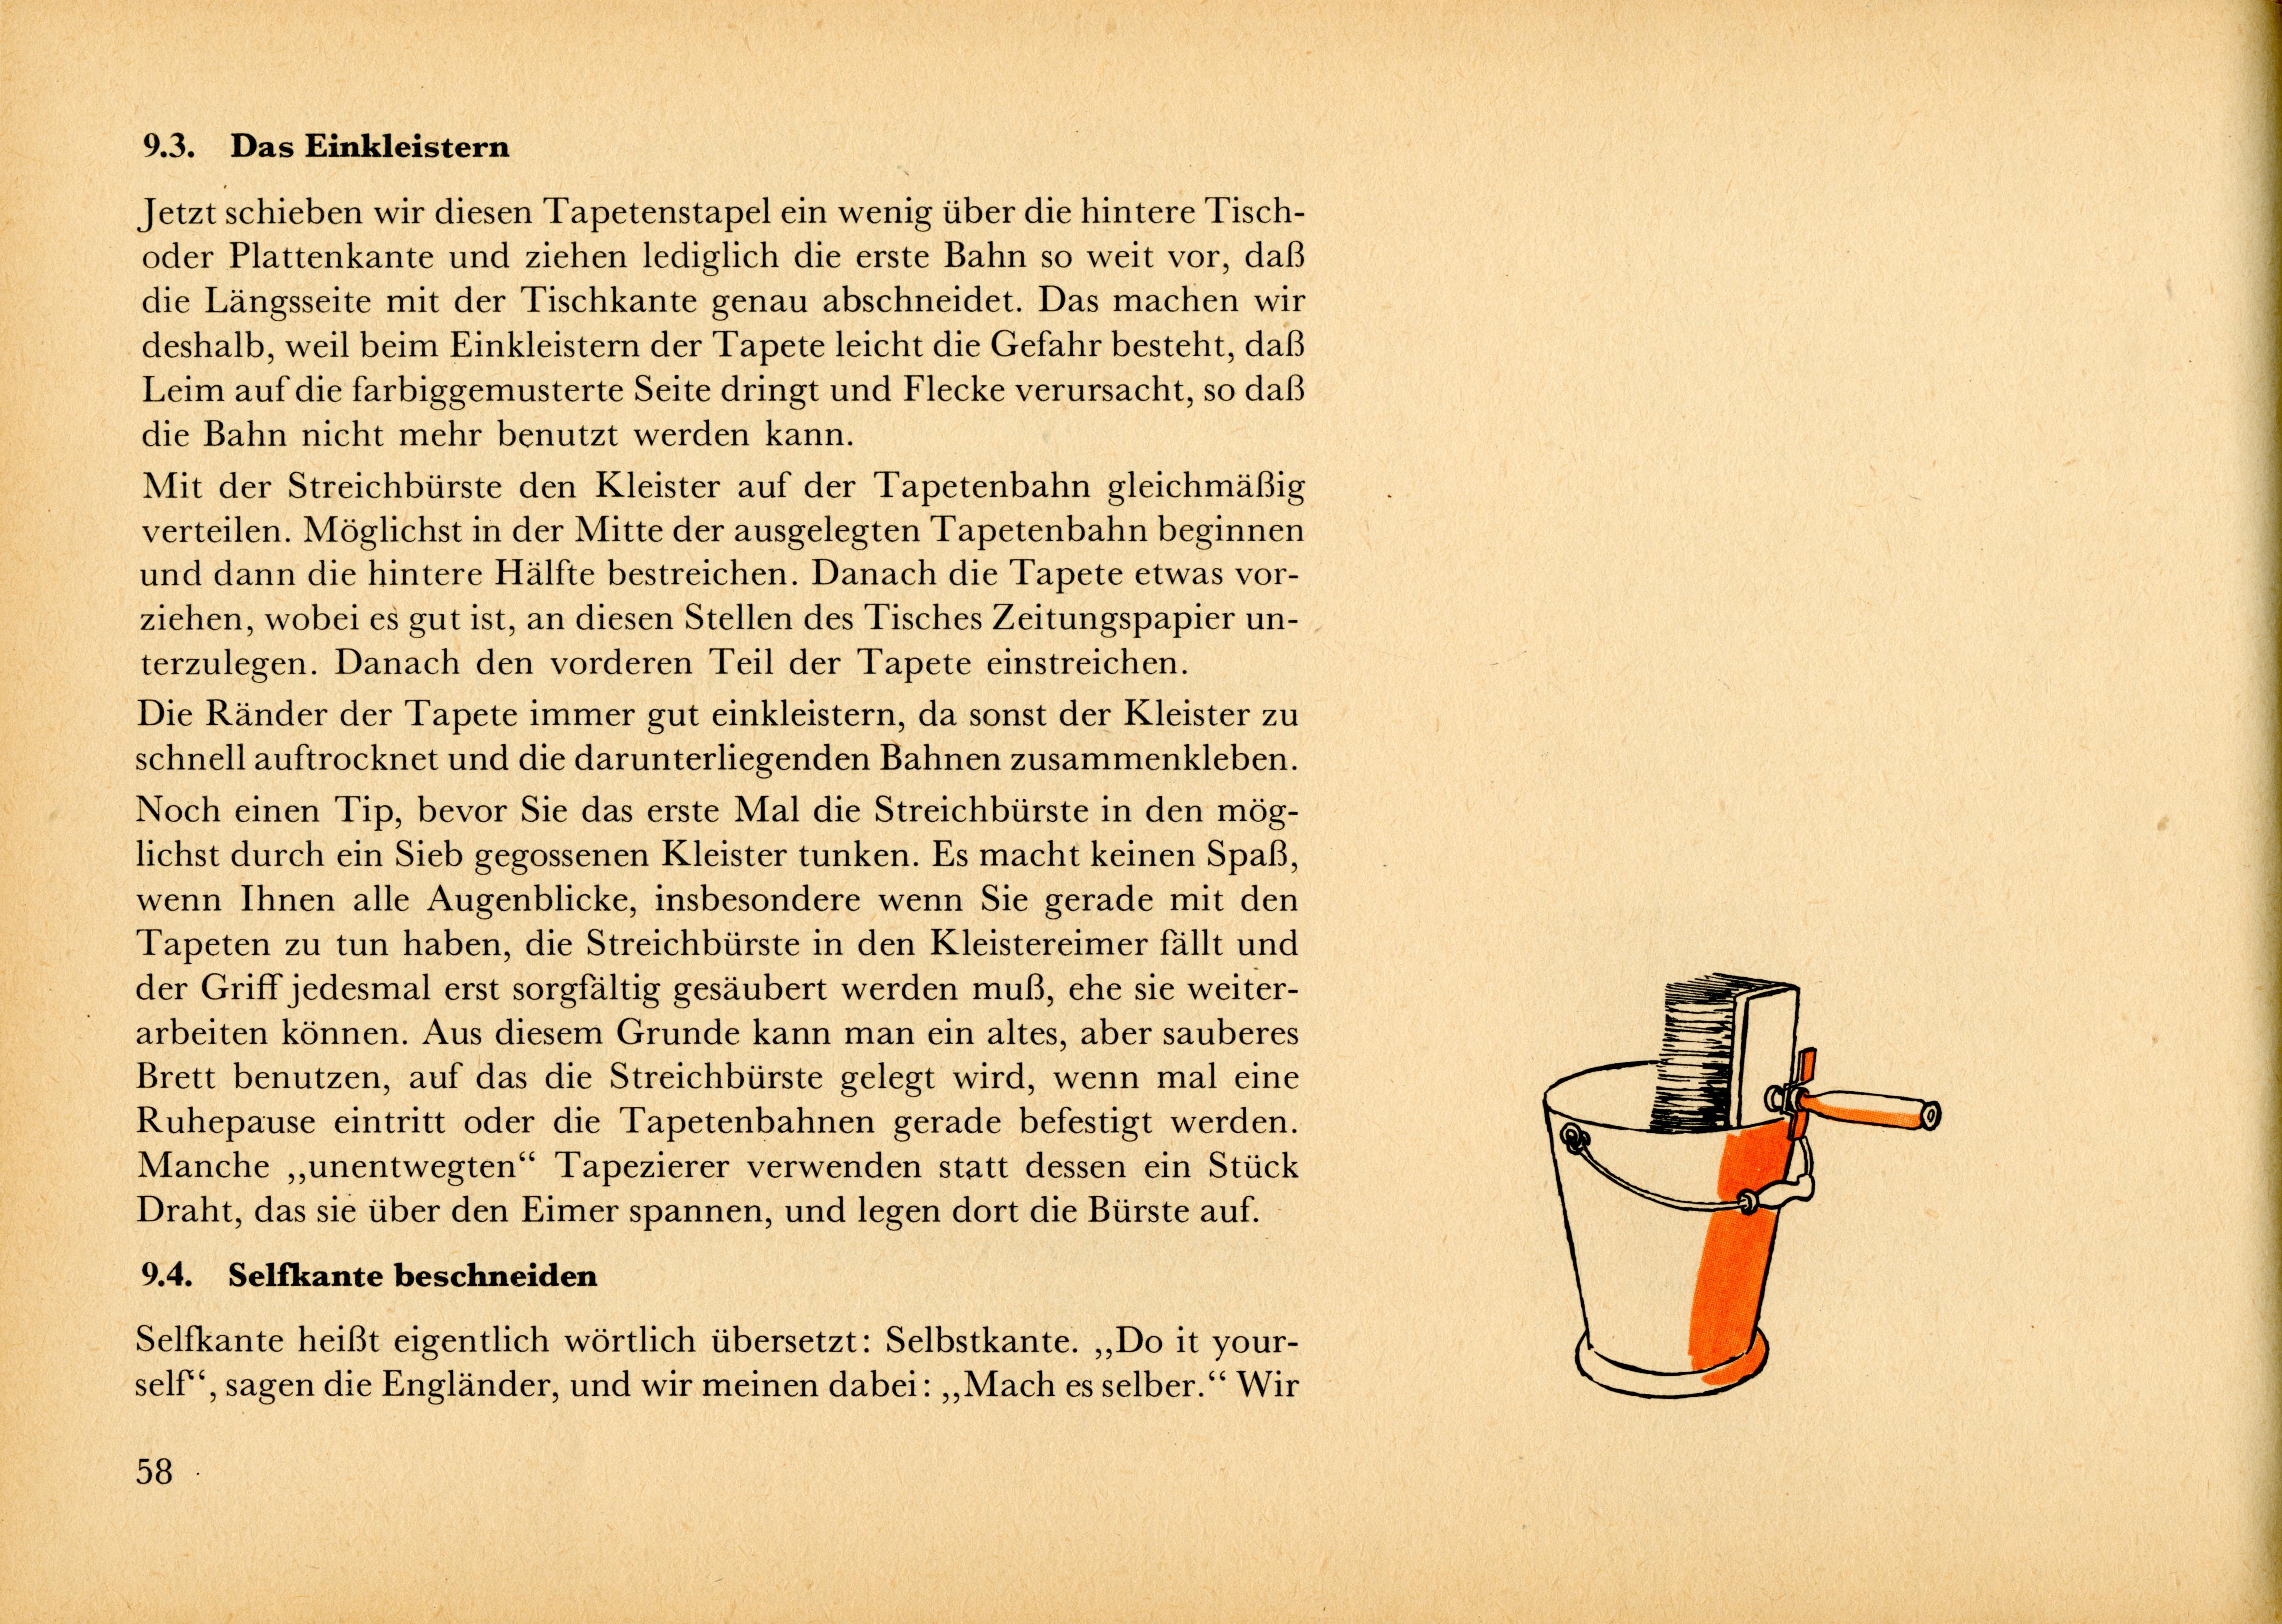 9.3. Das Einkleistern
Jetzt schieben wir diesen Tapetenstapel ein wenig über die hintere Tisch-
oder Plattenkante und ziehen lediglich die erste Bahn so weit vor, daß
die Längsseite mit der Tischkante genau abschneidet. Das machen wir
deshalb, weil beim Einkleistern der Tapete leicht die Gefahr besteht, daß
Leim auf die farbiggemusterte Seite dringt und Flecke verursacht, so daß
die Bahn nicht mehr benutzt werden kann.
Mit der Streichbürste den Kleister auf der Tapetenbahn gleichmäßig
verteilen. Möglichst in der Mitte der ausgelegten Tapetenbahn beginnen
und dann die hintere Hälfte bestreichen. Danach die Tapete etwas vor-
ziehen, wobei es gut ist, an diesen Stellen des Tisches Zeitungspapier un-
terzulegen. Danach den vorderen Teil der Tapete einstreichen.
Die Ränder der Tapete immer gut einkleistern, da sonst der Kleister zu
schnell auftrocknet und die darunterliegenden Bahnen zusammenkleben.
Noch einen Tip, bevor Sie das erste Mal die Streichbürste in den mög-
lichst durch ein Sieb gegossenen Kleister tunken. Es macht keinen Spaß,
wenn Ihnen alle Augenblicke, insbesondere wenn Sie gerade mit den
Tapeten zu tun haben, die Streichbürste in den Kleistereimer fällt und
der Griff jedesmal erst sorgfältig gesäubert werden muß, ehe sie weiter-
arbeiten können. Aus diesem Grunde kann man ein altes, aber sauberes
Brett benutzen, auf das die Streichbürste gelegt wird, wenn mal eine
Ruhepause eintritt oder die Tapetenbahnen gerade befestigt werden.
Manche „unentwegten“ Tapezierer verwenden statt dessen ein Stück
Draht, das sie über den Eimer spannen, und legen dort die Bürste auf.
9.4. Selfkante beschneiden
Selfkante heißt eigentlich wörtlich übersetzt: Selbstkante. „Do it your-
self“, sagen die Engländer, und wir meinen dabei: „Mach es selber.“ Wir
58